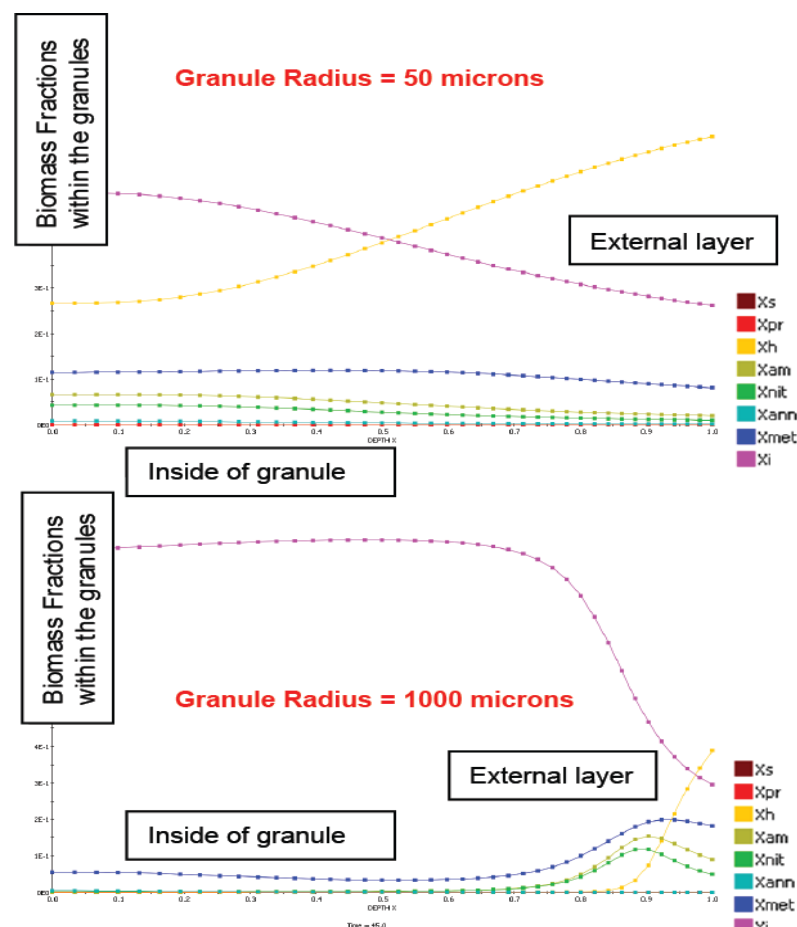 Biomass Fractions
within the granules
Granule Radius = 50 microns
External layer
3E-1
2E-1
1E-1
0E0
0.0 0.1 0.2 0.3 0.4 0.5 0.6 0.7 0.8 0.9 1.0
DEPTH X
Xs
Xpr
Xh
Xam
Xnit
Xann
Xmet
Xi
Inside of granule
Biomass Fractions
within the granules
Granule Radius = 1000 microns
External layer
Inside of granule
4E-1
3E-1
2E-1
1E-1
0E0
0.0 0.1 0.2 0.3 0.4 0.5 0.6 0.7 0.8 0.9 1.0
DEPTH X
Xs
Xpr
Xh
Xam
Xnit
Xann
Xmet
Xi
Time = 45.0